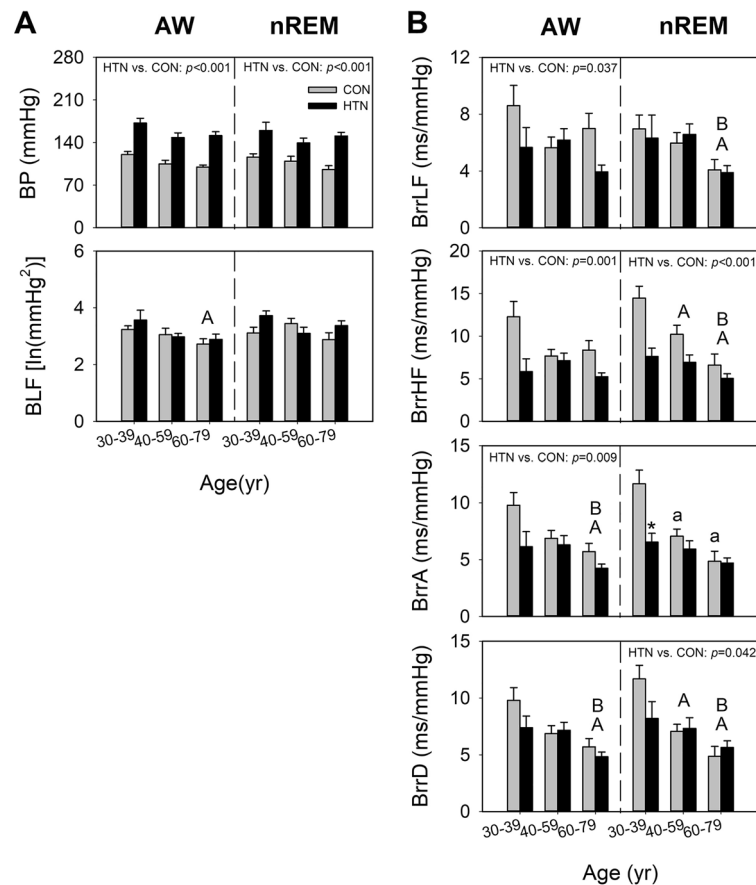 A
AW nREM
BP (mmHg)
280
210
140
70
0
HTN vs. CON: p<0.001
HTN vs. CON: p<0.001
CON
HTN
BLF [ln(mmHg²)]
6
4
2
0
A
30-39 40-59 60-79 30-39 40-59 60-79
Age(yr)
B
AW nREM
BrrLF (ms/mmHg)
12
8
4
0
HTN vs. CON: p=0.037
B
A
BrrHF (ms/mmHg)
20
15
10
5
0
HTN vs. CON: p=0.001
HTN vs. CON: p<0.001
A
B
A
BrrA (ms/mmHg)
15
10
5
0
HTN vs. CON: p=0.009
B
A
*
a
a
BrrD (ms/mmHg)
15
10
5
0
HTN vs. CON: p=0.042
B
A
A
B
A
30-39 40-59 60-79 30-39 40-59 60-79
Age (yr)